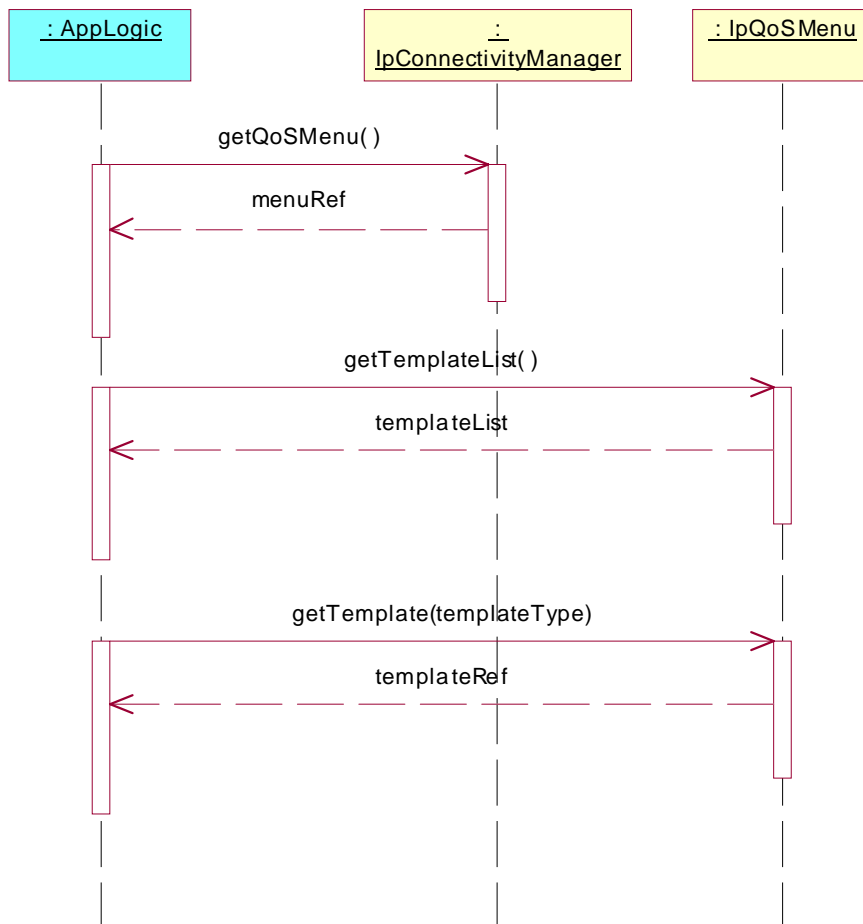 : AppLogic
:
IpConnectivityManager
: IpQoSMenu
getQoSMenu( )
menuRef
getTemplateList( )
templateList
getTemplate(templateType)
templateRef